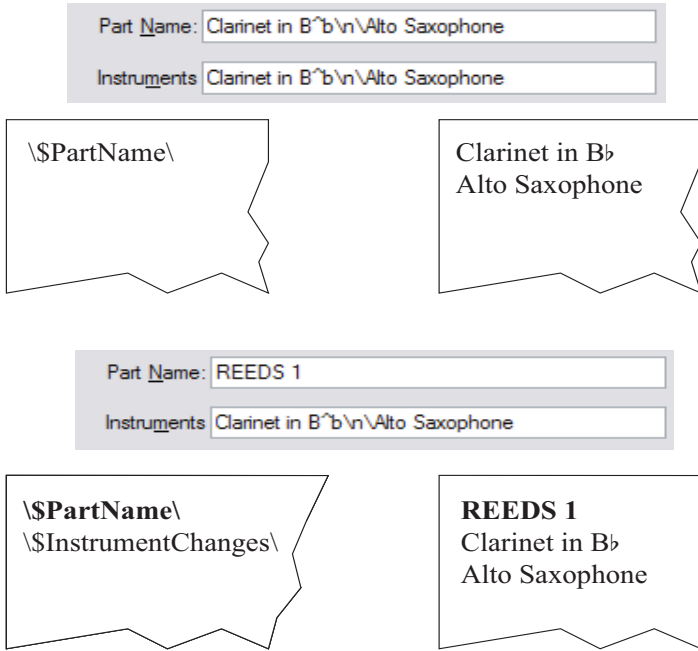 Part Name: Clarinet in B^b\n\Alto Saxophone
Instruments Clarinet in B^b\n\Alto Saxophone
\$PartName\
Clarinet in B♭
Alto Saxophone
Part Name: REEDS 1
Instruments Clarinet in B^b\n\Alto Saxophone
\$PartName\
\$InstrumentChanges\
REEDS 1
Clarinet in B♭
Alto Saxophone